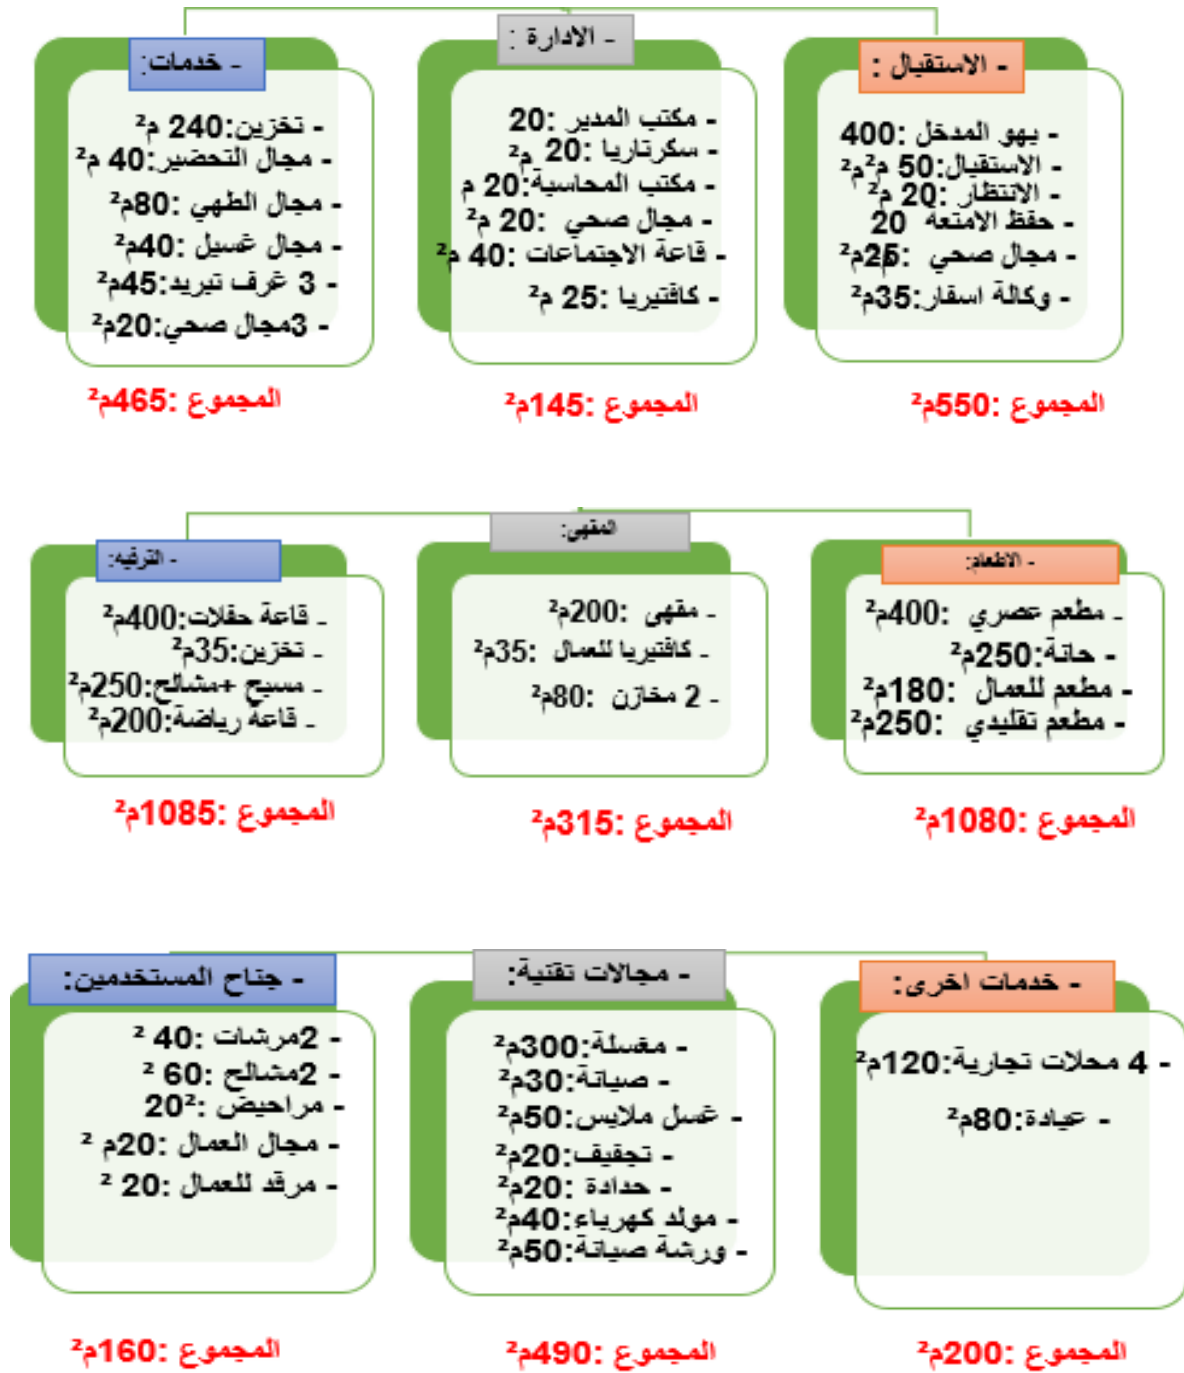 - الاستقبال :
- بهو المدخل :400
- الاستقبال:50 م²م²
- الانتظار :20 م²
- حفظ الامتعة 20
- مجال صحي :25م²
- وكالة اسفار:35م²
المجموع :550م²
- الادارة :
- مكتب المدير :20
- سكرتاريا :20 م²
- مكتب المحاسبة:20 م
- مجال صحي :20 م²
- قاعة الاجتماعات :40 م²
- كافتيريا :25 م²
المجموع :145م²
- خدمات:
- تخزين:240 م²
- مجال التحضير:40 م²
- مجال الطهي :80م²
- مجال غسيل :40م²
- 3 غرف تبريد:45م²
- 3مجال صحي:20م²
المجموع :465م²
- الاطعام:
- مطعم عصري :400م²
- حانة:250م²
- مطعم للعمال :180م²
- مطعم تقليدي :250م²
المجموع :1080م²
المقهى:
- مقهى :200م²
- كافتيريا للعمال :35م²
- 2 مخازن :80م²
المجموع :315م²
- الترفيه:
- قاعة حفلات:400م²
- تخزين:35م²
- مسبح +مشالح:250م²
- قاعة رياضة:200م²
المجموع :1085م²
- خدمات اخرى:
- 4 محلات تجارية:120م²
- عيادة:80م²
المجموع :200م²
- مجالات تقنية:
- مغسلة:300م²
- صيانة:30م²
- غسل ملابس:50م²
- تجفيف:20م²
- حدادة :20م²
- مولد كهرباء:40م²
- ورشة صيانة:50م²
المجموع :490م²
- جناح المستخدمين:
- 2مرشات :40 ²
- 2مشالح :60 ²
- مراحيض :20²
- مجال العمال :20م ²
- مرقد للعمال :20 ²
المجموع :160م²